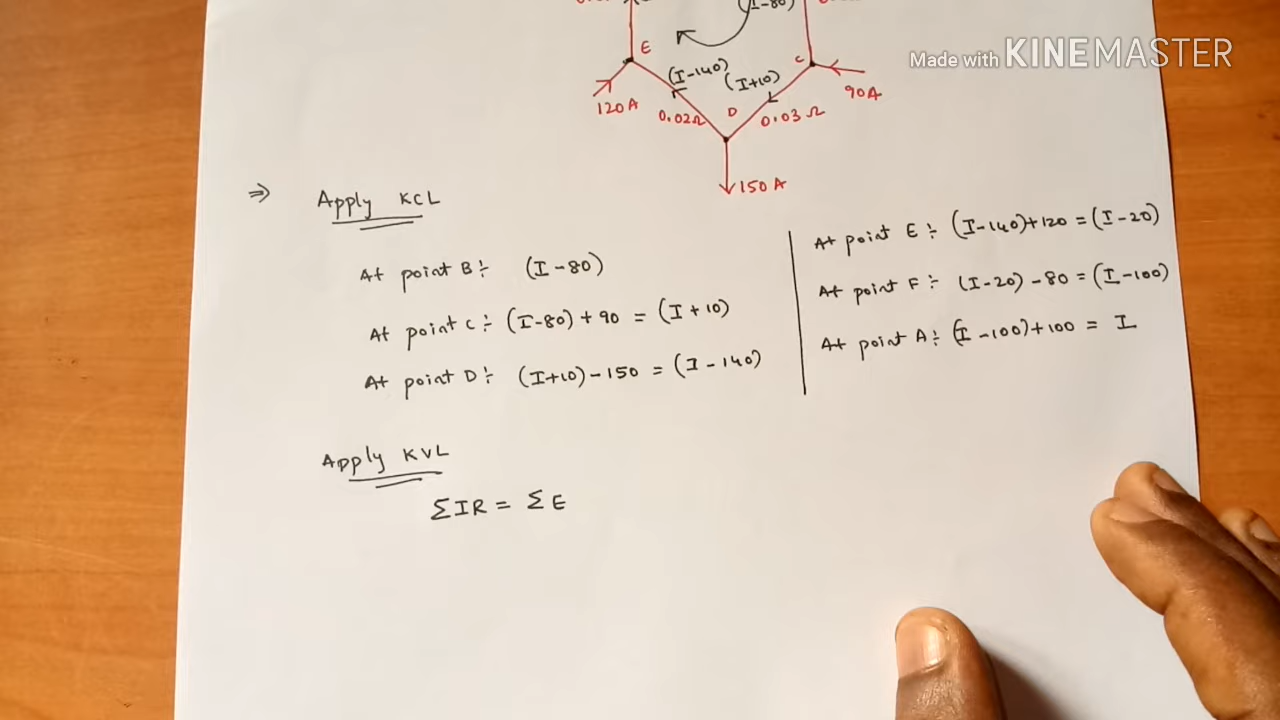 Made with KINEMASTER
(I-80)
E
C
(I-140)
(I+10)
120A
0.02Ω
D
0.03 Ω
90A
150 A
⇒ Apply KCL
At point B÷ (I-80)
At point C÷ (I-80)+90 = (I+10)
At point D÷ (I+10)-150 = (I-140)
At point E÷ (I-140)+120 = (I-20)
At point F÷ (I-20)-80 = (I-100)
At point A÷ (I-100)+100 = I
Apply KVL
ΣIR = ΣE